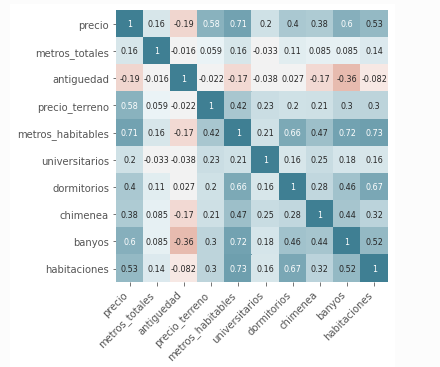 precio 1 0.16 -0.19 0.58 0.71 0.2 0.4 0.38 0.6 0.53
metros_totales 0.16 1 -0.016 0.059 0.16 -0.033 0.11 0.085 0.085 0.14
antiguedad -0.19 -0.016 1 -0.022 -0.17 -0.038 0.027 -0.17 -0.36 -0.082
precio_terreno 0.58 0.059 -0.022 1 0.42 0.23 0.2 0.21 0.3 0.3
metros_habitables 0.71 0.16 -0.17 0.42 1 0.21 0.66 0.47 0.72 0.73
universitarios 0.2 -0.033 -0.038 0.23 0.21 1 0.16 0.25 0.18 0.16
dormitorios 0.4 0.11 0.027 0.2 0.66 0.16 1 0.28 0.46 0.67
chimenea 0.38 0.085 -0.17 0.21 0.47 0.25 0.28 1 0.44 0.32
banyos 0.6 0.085 -0.36 0.3 0.72 0.18 0.46 0.44 1 0.52
habitaciones 0.53 0.14 -0.082 0.3 0.73 0.16 0.67 0.32 0.52 1
precio
metros_totales
antiguedad
precio_terreno
metros_habitables
universitarios
dormitorios
chimenea
banyos
habitaciones